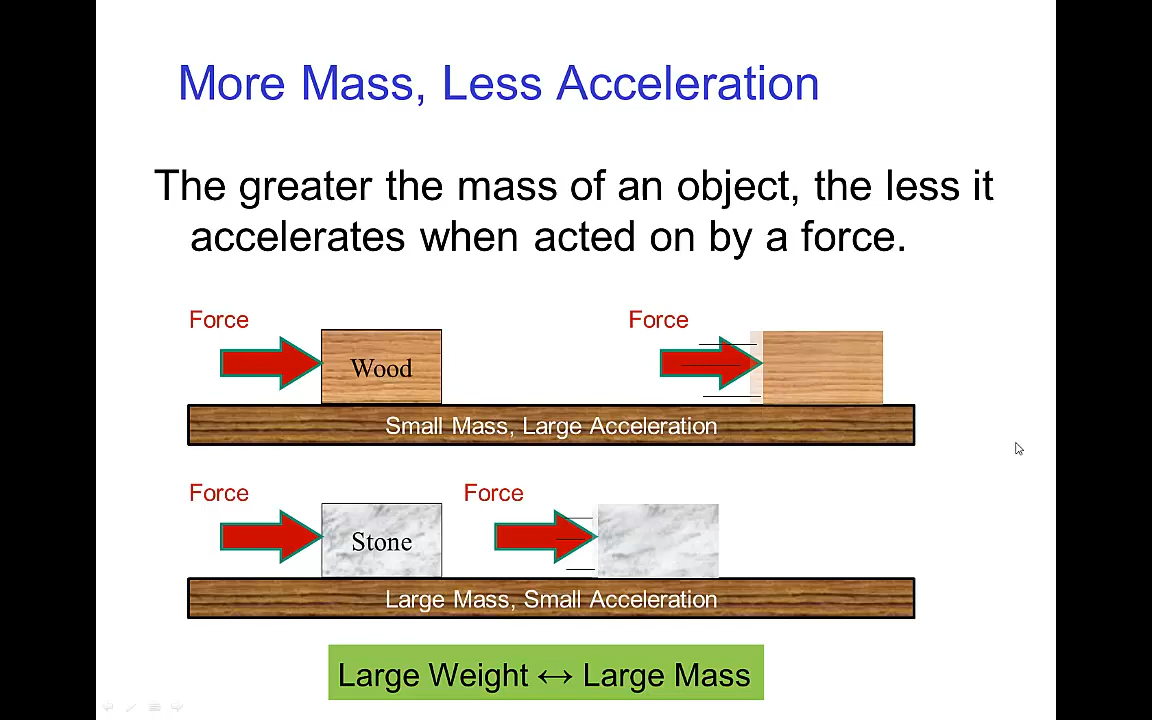 More Mass, Less Acceleration
The greater the mass of an object, the less it
accelerates when acted on by a force.
Force
Force
Wood
Small Mass, Large Acceleration
Force
Force
Stone
Large Mass, Small Acceleration
Large Weight ↔ Large Mass